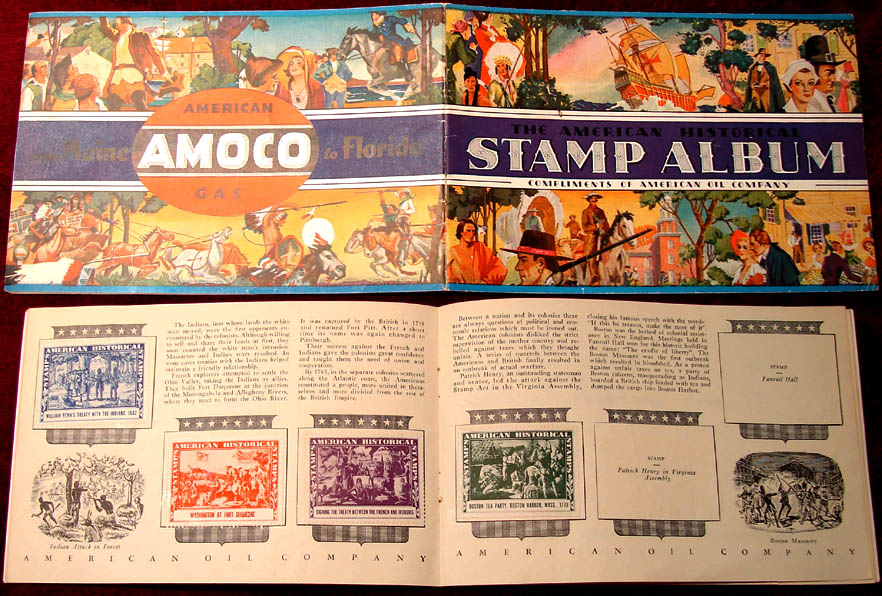 AMERICAN
AMOCO
Maine
to Florida
GAS
THE AMERICAN HISTORICAL
STAMP ALBUM
COMPLIMENTS OF AMERICAN OIL COMPANY
AMERICAN HISTORICAL
STAMPS
STAMPS
WILLIAM PENN'S TREATY WITH THE INDIANS, 1682
Indian Attack in Forest
The Indians, into whose lands the white
man moved, were the first opponents en-
countered by the colonists. Although willing
to sell and share their lands at first, they
soon resented the white man's intrusion.
Massacres and Indian wars resulted. In
some cases treaties with the Indians helped
maintain a friendly relationship.
French explorers attempted to settle the
Ohio Valley, taking the Indians as allies.
They built Fort Duquesne at the junction
of the Monongahela and Allegheny Rivers,
where they meet to form the Ohio River.
It was captured by the British in 1758
and renamed Fort Pitt. After a short
time its name was again changed to
Pittsburgh.
Their success against the French and
Indians gave the colonies great confidence
and taught them the need of union and
cooperation.
By 1763, in the separate colonies scattered
along the Atlantic coast, the Americans
constituted a people, more united in them-
selves and more divided from the rest of
the British Empire.
AMERICAN HISTORICAL
STAMPS
STAMPS
WASHINGTON AT FORT DUQUESNE
AMERICAN HISTORICAL
STAMPS
STAMPS
SIGNING THE TREATY BETWEEN THE FRENCH AND INDIANS
AMERICAN OIL COMPANY
Between a nation and its colonies there
are always questions of political and eco-
nomic relations which must be ironed out.
The American colonies disliked the strict
supervision of the mother country and re-
belled against taxes which they thought
unfair. A series of quarrels between the
Americans and British finally resulted in
an outbreak of actual warfare.
Patrick Henry, an outstanding statesman
and orator, led the attack against the
Stamp Act in the Virginia Assembly,
closing his famous speech with the words-
"If this be treason, make the most of it".
Boston was the hotbed of colonial resist-
ance in New England. Meetings held in
Faneuil Hall won for this historic building
the name: "The cradle of liberty". The
Boston Massacre was the first quarrel
which resulted in bloodshed. As a protest
against unfair taxes on tea, a party of
Boston citizens, masquerading as Indians,
boarded a British ship loaded with tea and
dumped the cargo into Boston Harbor.
STAMP
Faneuil Hall
AMERICAN HISTORICAL
STAMPS
STAMPS
BOSTON TEA PARTY, BOSTON HARBOR, MASS., 1773
STAMP
Patrick Henry in Virginia
Assembly
Boston Massacre
AMERICAN OIL COMPANY